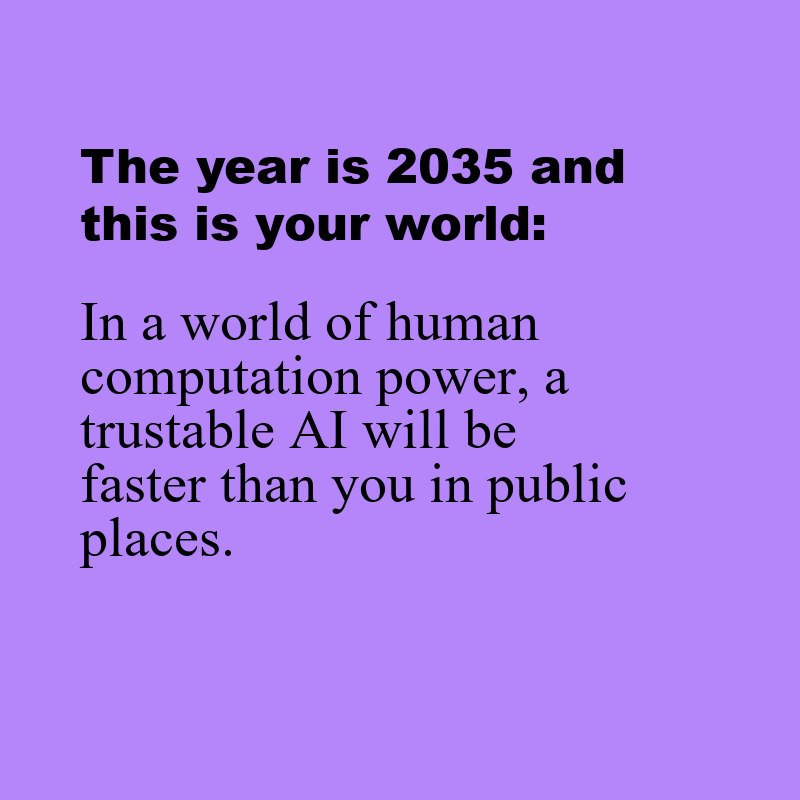 The year is 2035 and
this is your world:
In a world of human
computation power, a
trustable AI will be
faster than you in public
places.